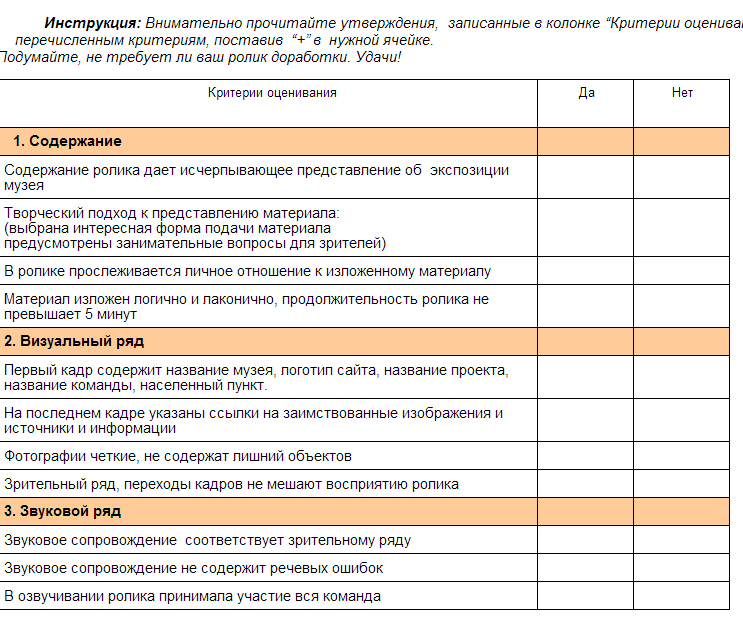 Инструкция: Внимательно прочитайте утверждения, записанные в колонке “Критерии
перечисленным критериям, поставив “+” в нужной ячейке.
Подумайте, не требует ли ваш ролик доработки. Удачи!
Критерии оценивания Да Нет
1. Содержание
Содержание ролика дает исчерпывающее представление об экспозиции
музея
Творческий подход к представлению материала:
(выбрана интересная форма подачи материала
предусмотрены занимательные вопросы для зрителей)
В ролике прослеживается личное отношение к изложенному материалу
Материал изложен логично и лаконично, продолжительность ролика не
превышает 5 минут
2. Визуальный ряд
Первый кадр содержит название музея, логотип сайта, название проекта,
название команды, населенный пункт.
На последнем кадре указаны ссылки на заимствованные изображения и
источники и информации
Фотографии четкие, не содержат лишний объектов
Зрительный ряд, переходы кадров не мешают восприятию ролика
3. Звуковой ряд
Звуковое сопровождение соответствует зрительному ряду
Звуковое сопровождение не содержит речевых ошибок
В озвучивании ролика принимала участие вся команда